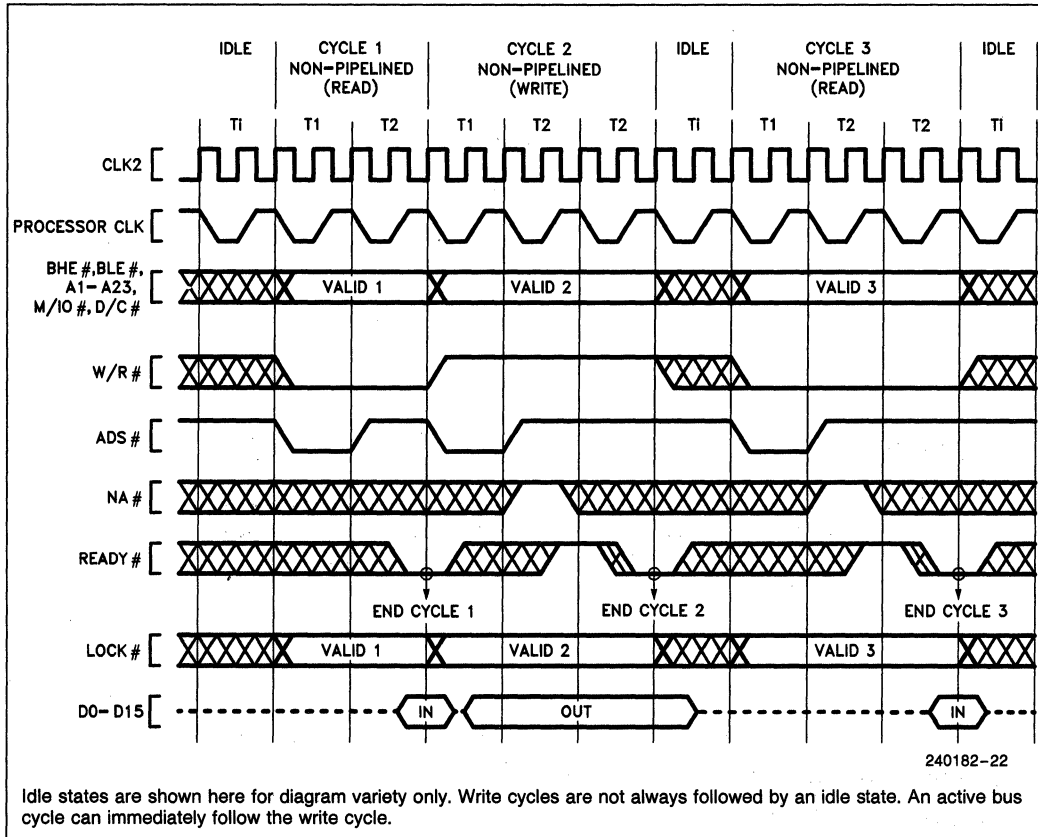 IDLE CYCLE 1 CYCLE 2 IDLE CYCLE 3 IDLE
NON-PIPELINED NON-PIPELINED NON-PIPELINED
(READ) (WRITE) (READ)
Ti T1 T2 T1 T2 T2 Ti T1 T2 T2 Ti
CLK2
PROCESSOR CLK
BHE #,BLE #,
A1-A23,
M/IO #,D/C #
VALID 1 VALID 2 VALID 3
W/R #
ADS #
NA#
READY #
END CYCLE 1 END CYCLE 2 END CYCLE 3
LOCK #
VALID 1 VALID 2 VALID 3
D0-D15
IN OUT IN
240182-22
Idle states are shown here for diagram variety only. Write cycles are not always followed by an idle state. An active bus
cycle can immediately follow the write cycle.